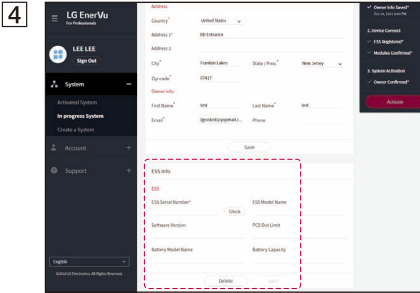 4
LG EnerVu
For Professionals
LEE LEE
Sign Out
System −
Activated System
In progress System
Create a System
Account +
Support +
English
Address
Country* United States
Address 1* 88 Entrance
Address 2
City* Franklin Lakes State / Prov.* New Jersey
Zip code* 07417
Owner info
First Name* test Last Name* test
Email* Phone
Save
ESS Info
ESS
ESS Serial Number* ESS Model Name
Check
Software Version PCS Out Limit
Battery Model Name Battery Capacity
Delete Save
Owner Info Saved*
2. Device Connect
ESS Registered*
Modules Confirmed*
3. System Activation
Owner Confirmed*
Activate